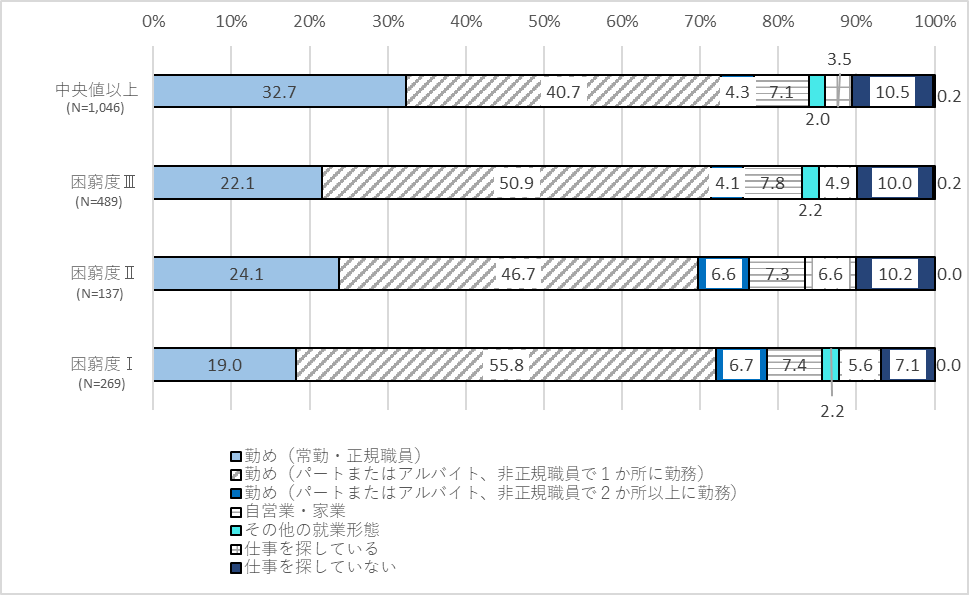 0% 10% 20% 30% 40% 50% 60% 70% 80% 90% 100%
3.5
中央値以上 32.7 40.7 4.3 7.1 10.5 0.2
(N=1,046)
2.0
困窮度Ⅲ 22.1 50.9 4.1 7.8 4.9 10.0 0.2
(N=489)
2.2
困窮度Ⅱ 24.1 46.7 6.6 7.3 6.6 10.2 0.0
(N=137)
困窮度Ⅰ 19.0 55.8 6.7 7.4 5.6 7.1 0.0
(N=269)
2.2
勤め（常勤・正規職員）
勤め（パートまたはアルバイト、非正規職員で１か所に勤務）
勤め（パートまたはアルバイト、非正規職員で２か所以上に勤務）
自営業・家業
その他の就業形態
仕事を探している
仕事を探していない